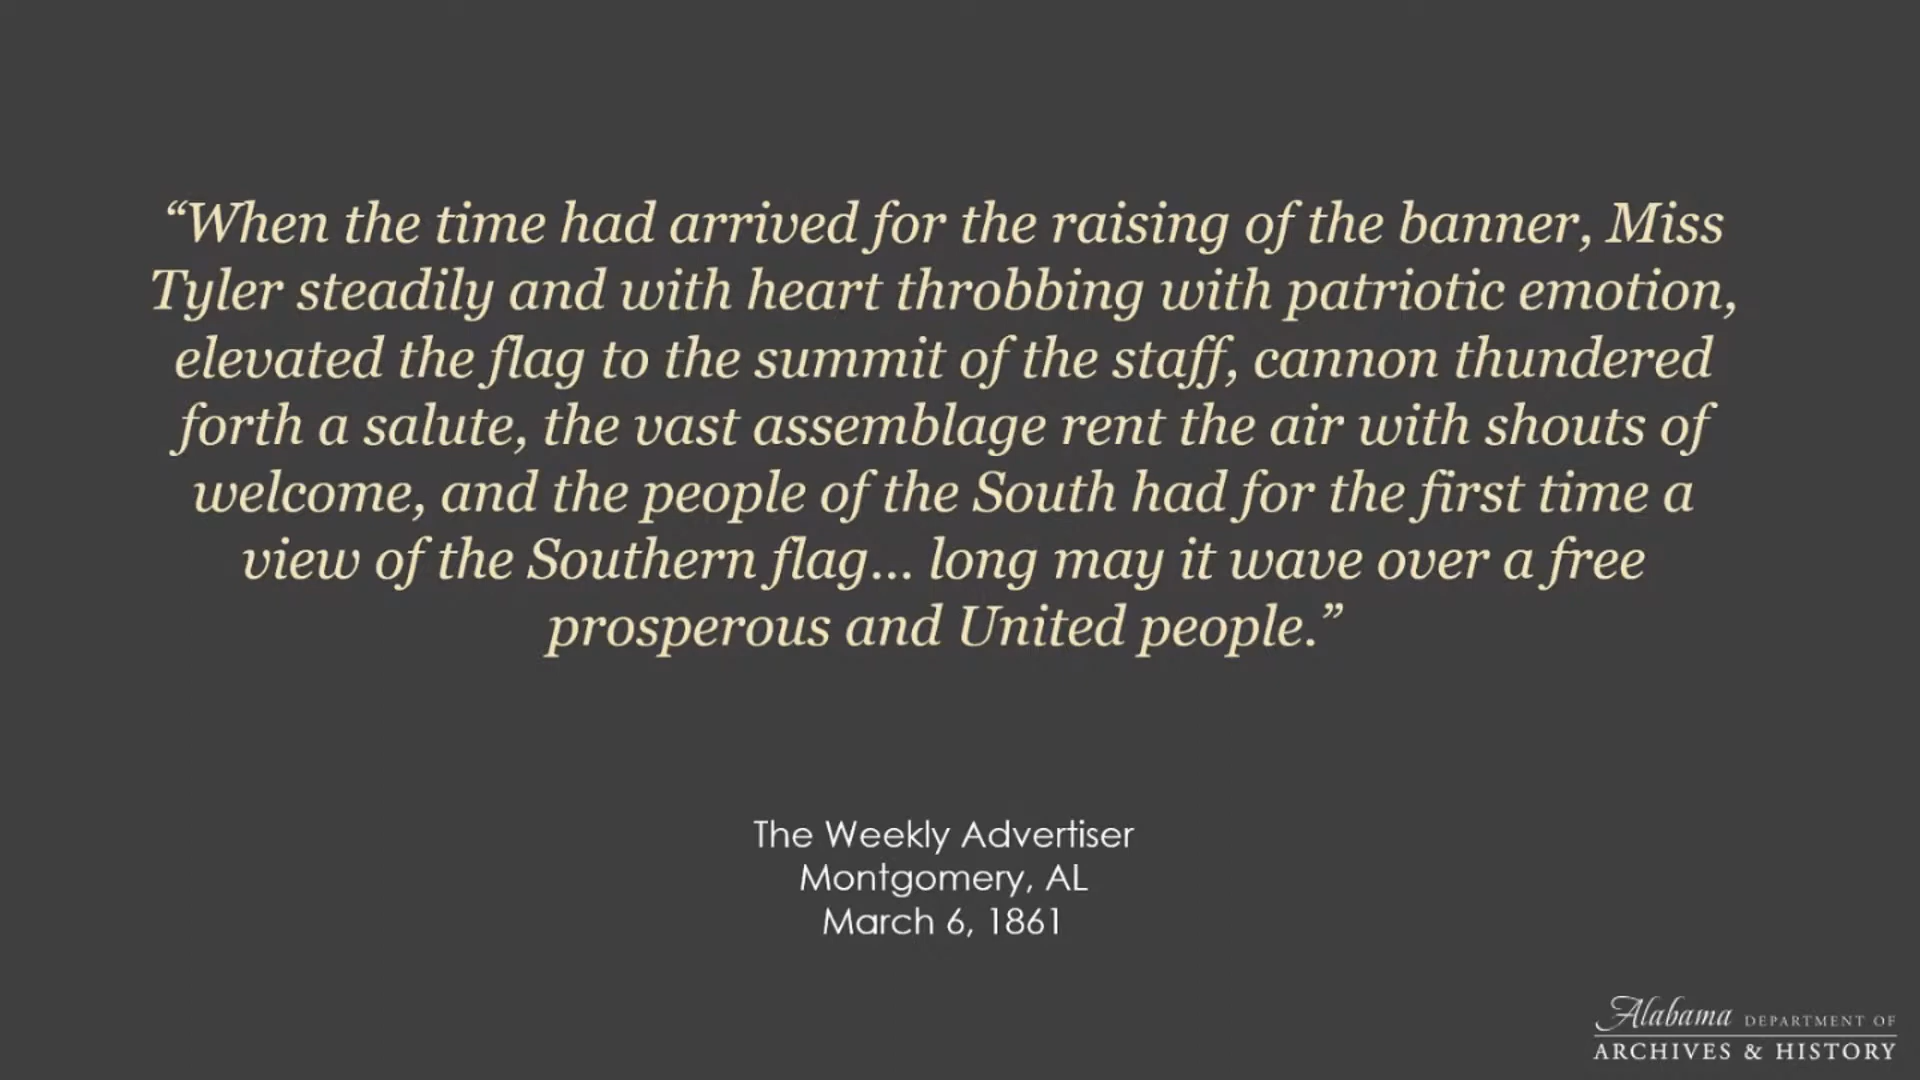 “When the time had arrived for the raising of the banner, Miss
Tyler steadily and with heart throbbing with patriotic emotion,
elevated the flag to the summit of the staff, cannon thundered
forth a salute, the vast assemblage rent the air with shouts of
welcome, and the people of the South had for the first time a
view of the Southern flag... long may it wave over a free
prosperous and United people.”
The Weekly Advertiser
Montgomery, AL
March 6, 1861
Alabama DEPARTMENT OF
ARCHIVES & HISTORY